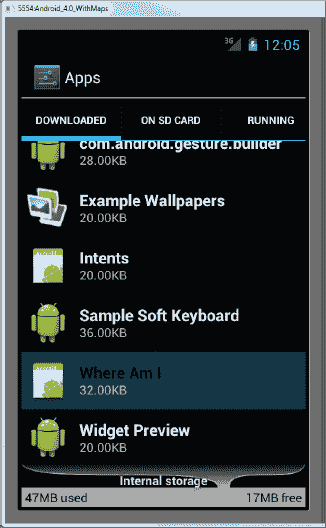 5554:Android_4.0_WithMaps
3G 12:05
Apps
DOWNLOADED ON SD CARD RUNNING
com.android.gesture.builder
28.00KB
Example Wallpapers
20.00KB
Intents
20.00KB
Sample Soft Keyboard
36.00KB
Where Am I
32.00KB
Widget Preview
20.00KB
Internal storage
47MB used 17MB free